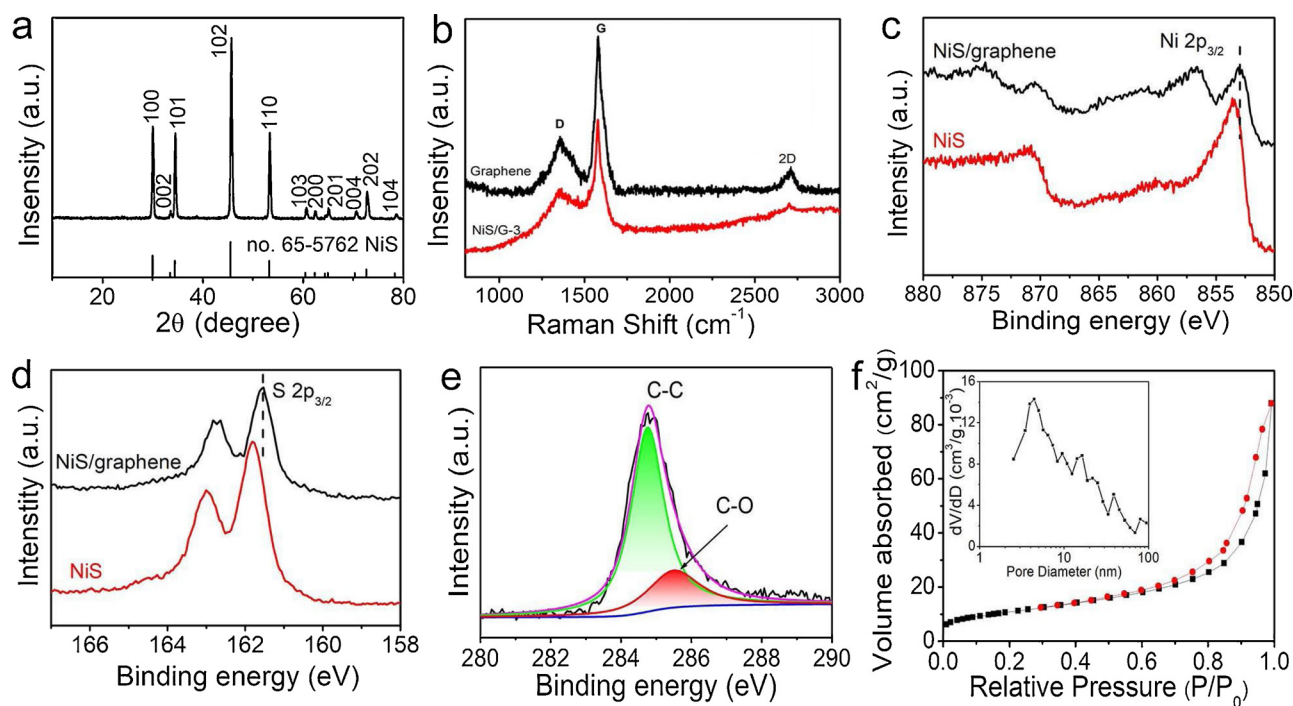 a
Insensity (a.u.)
100
002
101
102
110
103
200
201
004
202
104
no. 65-5762 NiS
20 40 60 80
2θ (degree)
b
Insensity (a.u.)
D
G
2D
Graphene
NiS/G-3
1000 1500 2000 2500 3000
Raman Shift (cm⁻¹)
c
Intensity (a.u.)
NiS/graphene
Ni 2p₃/₂
NiS
880 875 870 865 860 855 850
Binding energy (eV)
d
Intenstity (a.u.)
S 2p₃/₂
NiS/graphene
NiS
166 164 162 160 158
Binding energy (eV)
e
Intensity (a.u.)
C-C
C-O
280 282 284 286 288 290
Binding energy (eV)
f
Volume absorbed (cm²/g)
100
80
60
40
20
0
0.0 0.2 0.4 0.6 0.8 1.0
Relative Pressure (P/P₀)
dV/dD (cm³/g.10⁻³)
16
12
8
4
0
1 10 100
Pore Diameter (nm)